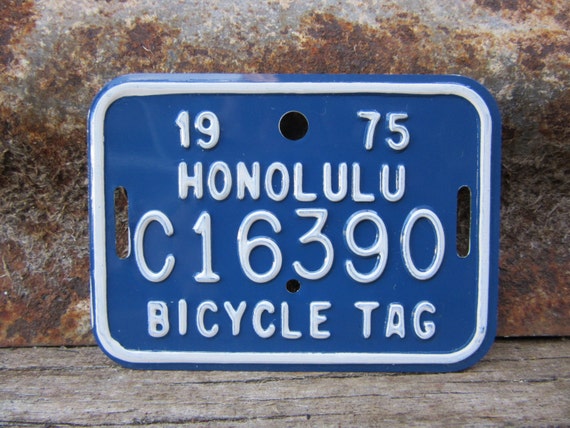 19 75
HONOLULU
C16390
BICYCLE TAG